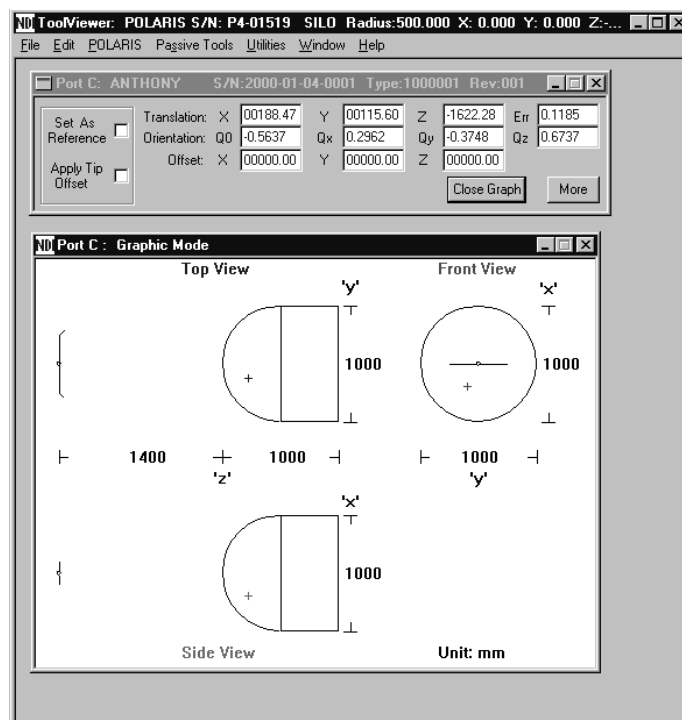 NDI ToolViewer: POLARIS S/N: P4-01519 SILO Radius:500.000 X: 0.000 Y: 0.000 Z:-...
File Edit POLARIS Passive Tools Utilities Window Help
Port C: ANTHONY S/N:2000-01-04-0001 Type:1000001 Rev:001
Set As Reference
Apply Tip Offset
Translation: X 00188.47 Y 00115.60 Z -1622.28 Err 0.1185
Orientation: Q0 -0.5637 Qx 0.2962 Qy -0.3748 Qz 0.6737
Offset: X 00000.00 Y 00000.00 Z 00000.00
Close Graph More
NDI Port C : Graphic Mode
Top View Front View
'y' 'x'
1000 1000
1400 1000 1000
'z' 'y'
'x'
1000
Side View Unit: mm